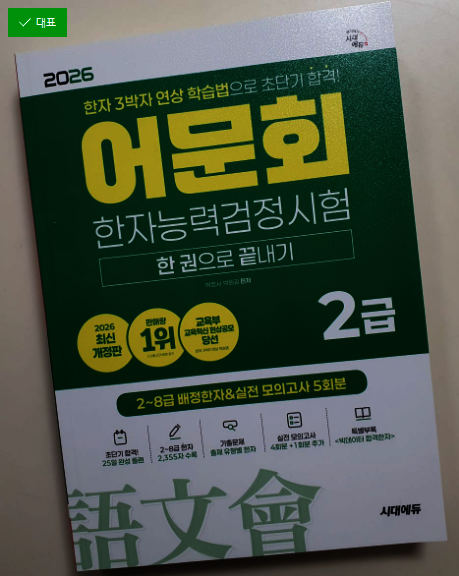 대표
시대
에듀
2026
한자 3박자 연상 학습법으로 초단기 합격!
어문회
한자능력검정시험
한 권으로 끝내기
편저
2급
2026
최신
개정판
판매량
1위
교육부
교육혁신 현상공모
당선
2~8급 배정한자&실전 모의고사 5회분
초단기 합격!
25일 완성 플랜
2~8급 한자
2,355자 수록
기출문제
출제 유형별 한자
실전 모의고사
4회분 + 1회분 추가
특별부록
<빅데이터 합격한자>
語文會
시대에듀